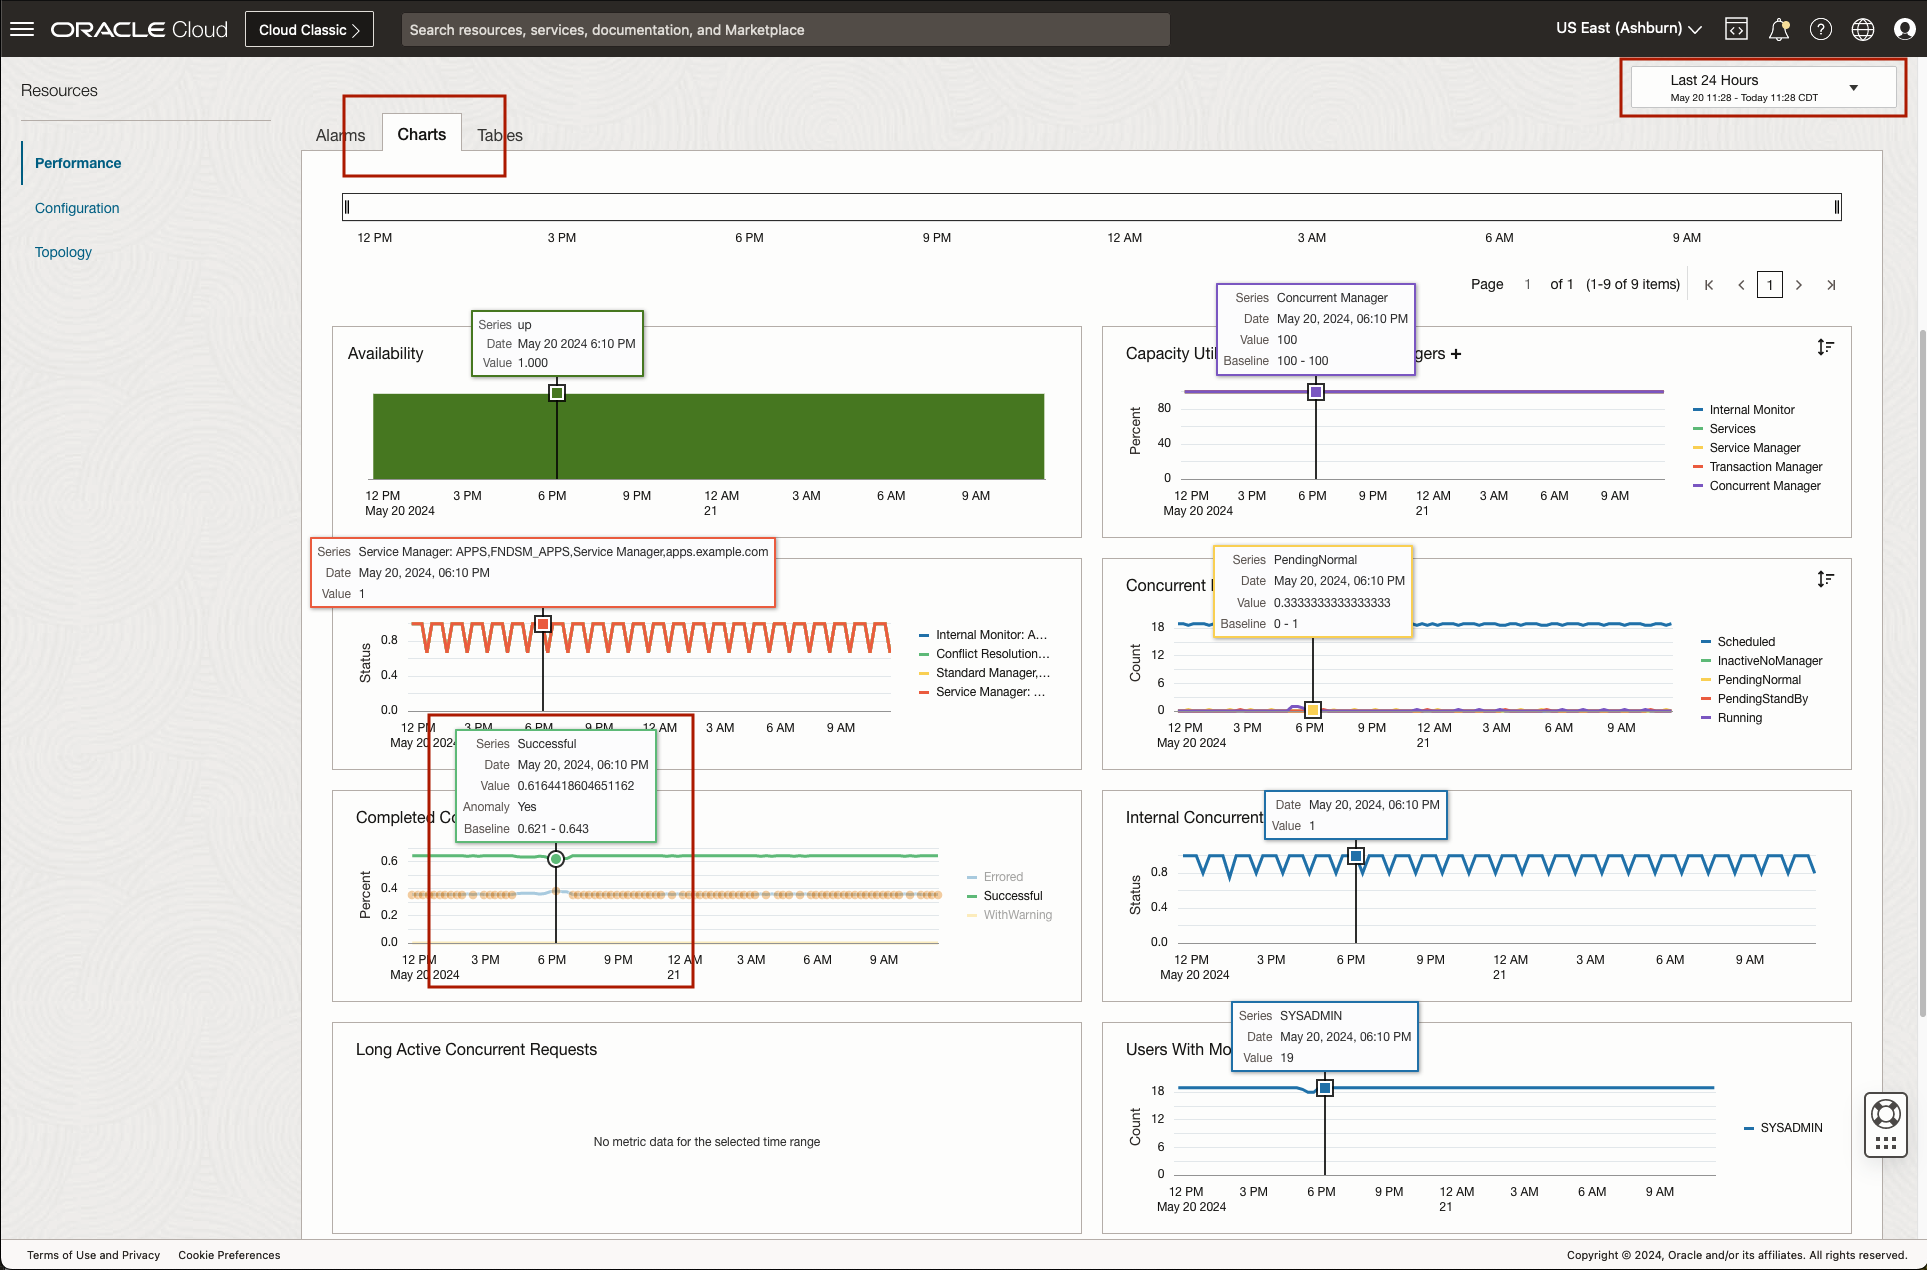 ORACLE Cloud
Cloud Classic
Search resources, services, documentation, and Marketplace
US East (Ashburn)
Resources
Performance
Configuration
Topology
Last 24 Hours
May 20 11:28 - Today 11:28 CDT
Alarms
Charts
Tables
12 PM 3 PM 6 PM 9 PM 12 AM 3 AM 6 AM 9 AM
Page 1 of 1 (1-9 of 9 items) 1
Availability
Series up
Date May 20 2024 6:10 PM
Value 1.000
12 PM 3 PM 6 PM 9 PM 12 AM 3 AM 6 AM 9 AM
May 20 2024 21
Capacity Util
gers +
Series Concurrent Manager
Date May 20, 2024, 06:10 PM
Value 100
Baseline 100 - 100
Percent
80
40
0
12 PM 3 PM 6 PM 9 PM 12 AM 3 AM 6 AM 9 AM
May 20 2024 21
Internal Monitor
Services
Service Manager
Transaction Manager
Concurrent Manager
Series Service Manager: APPS,FNDSM_APPS,Service Manager,apps.example.com
Date May 20, 2024, 06:10 PM
Value 1
Status
0.8
0.4
0.0
12 PM 3 PM 6 PM 9 PM 12 AM 3 AM 6 AM 9 AM
May 20 2024
Internal Monitor: A...
Conflict Resolution...
Standard Manager,...
Service Manager: ...
Concurrent
Series PendingNormal
Date May 20, 2024, 06:10 PM
Value 0.3333333333333333
Baseline 0 - 1
Count
18
12
6
0
12 PM 3 PM 6 PM 9 PM 12 AM 3 AM 6 AM 9 AM
May 20 2024 21
Scheduled
InactiveNoManager
PendingNormal
PendingStandBy
Running
Completed Co
Series Successful
Date May 20, 2024, 06:10 PM
Value 0.6164418604651162
Anomaly Yes
Baseline 0.621 - 0.643
Percent
0.6
0.4
0.2
0.0
12 PM 3 PM 6 PM 9 PM 12 AM 3 AM 6 AM 9 AM
May 20 2024 21
Errored
Successful
WithWarning
Internal Concurrent
Date May 20, 2024, 06:10 PM
Value 1
Status
0.8
0.4
0.0
12 PM 3 PM 6 PM 9 PM 12 AM 3 AM 6 AM 9 AM
May 20 2024 21
Long Active Concurrent Requests
No metric data for the selected time range
Users With Mo
Series SYSADMIN
Date May 20, 2024, 06:10 PM
Value 19
Count
18
12
6
0
12 PM 3 PM 6 PM 9 PM 12 AM 3 AM 6 AM 9 AM
May 20 2024 21
SYSADMIN
Terms of Use and Privacy Cookie Preferences
Copyright © 2024, Oracle and/or its affiliates. All rights reserved.